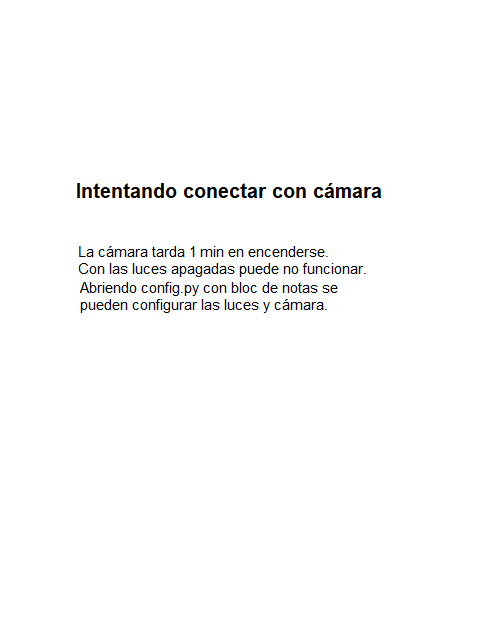 Intentando conectar con cámara
La cámara tarda 1 min en encenderse.
Con las luces apagadas puede no funcionar.
Abriendo config.py con bloc de notas se
pueden configurar las luces y cámara.